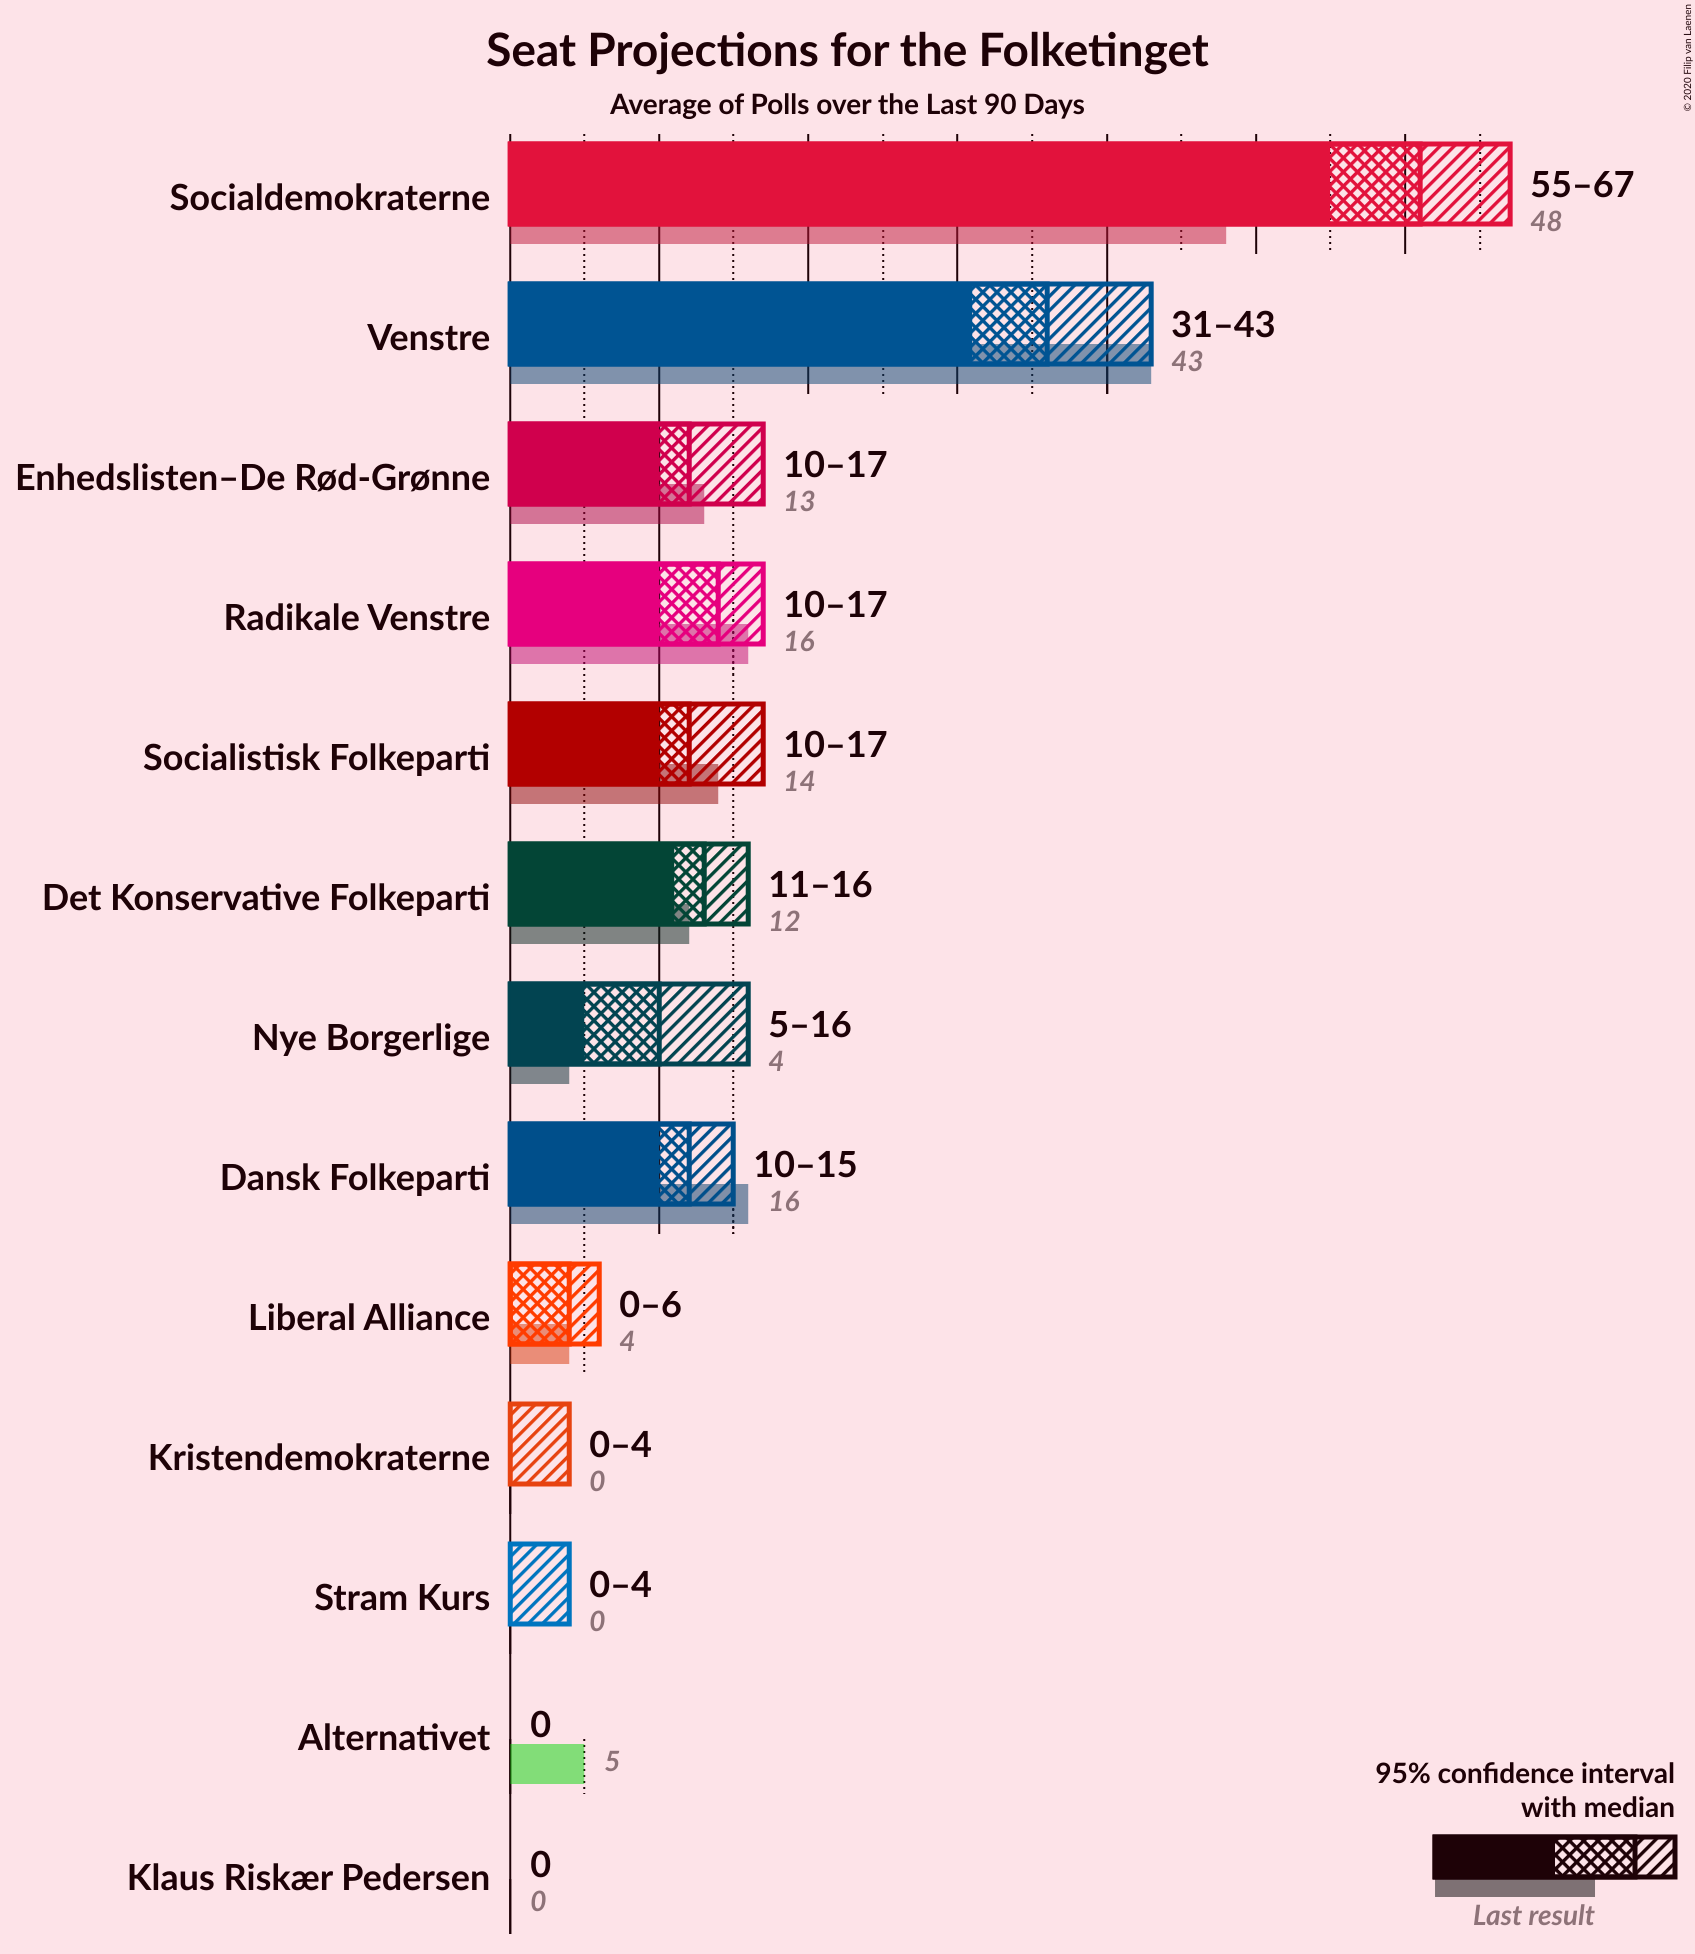 Seat Projections for the Folketinget
Average of Polls over the Last 90 Days
© 2020 Filip van Laenen
Socialdemokraterne
55–67
48
Venstre
31–43
43
Enhedslisten–De Rød-Grønne
10–17
13
Radikale Venstre
10–17
16
Socialistisk Folkeparti
10–17
14
Det Konservative Folkeparti
11–16
12
Nye Borgerlige
5–16
4
Dansk Folkeparti
10–15
16
Liberal Alliance
0–6
4
Kristendemokraterne
0–4
0
Stram Kurs
0–4
0
Alternativet
0
5
Klaus Riskær Pedersen
0
0
95% confidence interval
with median
Last result